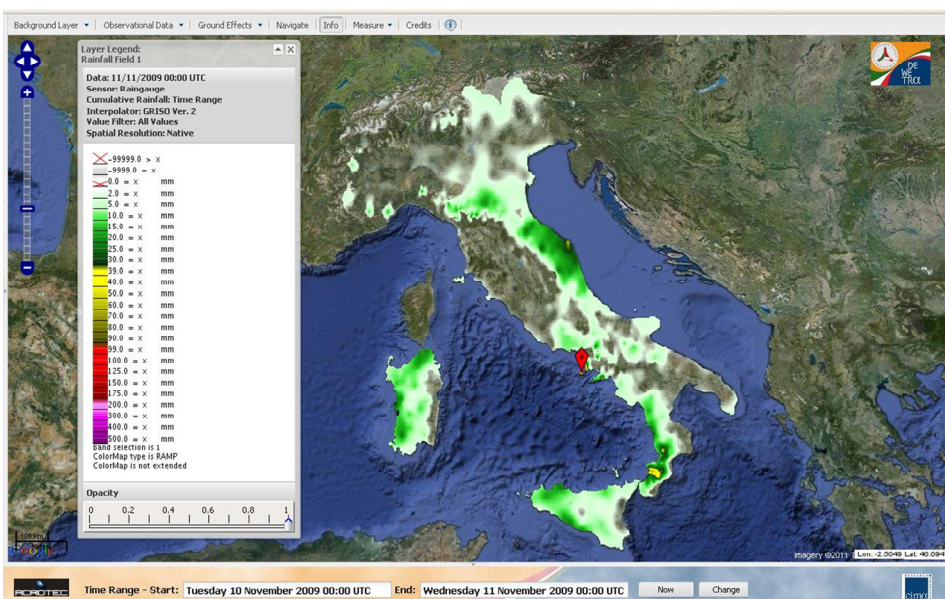 Background Layer Observational Data Ground Effects Navigate Info Measure Credits
Layer Legend:
Rainfall Field 1
Data: 11/11/2009 00:00 UTC
Sensor: Raingauge
Cumulative Rainfall: Time Range
Interpolator: GRISO Ver. 2
Value Filter: All Values
Spatial Resolution: Native
-99999.0 > x
-9999.0 = x
0.0 = x mm
2.0 = x mm
5.0 = x mm
10.0 = x mm
15.0 = x mm
20.0 = x mm
25.0 = x mm
30.0 = x mm
39.0 = x mm
40.0 = x mm
50.0 = x mm
60.0 = x mm
70.0 = x mm
80.0 = x mm
90.0 = x mm
99.0 = x mm
100.0 = x mm
125.0 = x mm
150.0 = x mm
175.0 = x mm
200.0 = x mm
300.0 = x mm
400.0 = x mm
500.0 = x mm
Band selection is 1
ColorMap type is RAMP
ColorMap is not extended
Opacity
0 0.2 0.4 0.6 0.8 1
DE
WE
TRα
100 km
Google
Imagery ©2011
ACROTEC Time Range - Start: Tuesday 10 November 2009 00:00 UTC End: Wednesday 11 November 2009 00:00 UTC Now Change
cima